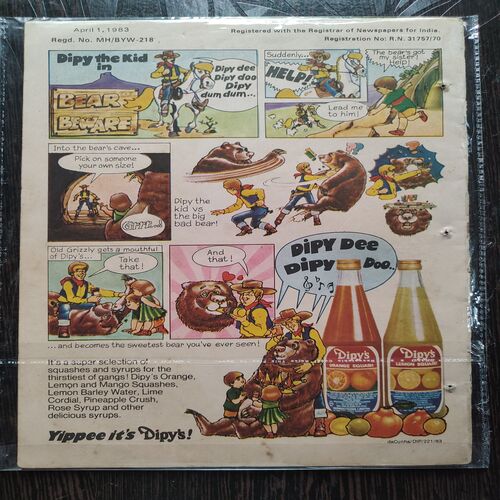 April 1, 1983
Registered with the Registrar of Newspapers for India.
Regd. No. MH/BYW-218
Registration No: R.N. 31757/70
Dipy the Kid
in
BEAR
BEWARE
Dipy dee
Dipy doo
Dipy
dum dum..
Suddenly...
HELP!
The bear's got
my sister!
Help!
Lead me
to him!
Into the bear's cave...
Pick on someone
your own size!
Grrr...
Dipy the
kid vs
the big
bad bear!
Old Grizzly gets a mouthful
of Dipy's...
Take
that!
And
that!
... and becomes the sweetest bear you've ever seen!
DIPY DEE
DIPY DOO..
Dipy's
ORANGE SQUASH
Dipy's
LEMON SQUASH
It's a super selection of
squashes and syrups for the
thirstiest of gangs! Dipy's Orange,
Lemon and Mango Squashes,
Lemon Barley Water, Lime
Cordial, Pineapple Crush,
Rose Syrup and other
delicious syrups.
Yippee it's Dipy's!
daCunha/DIP/221/83